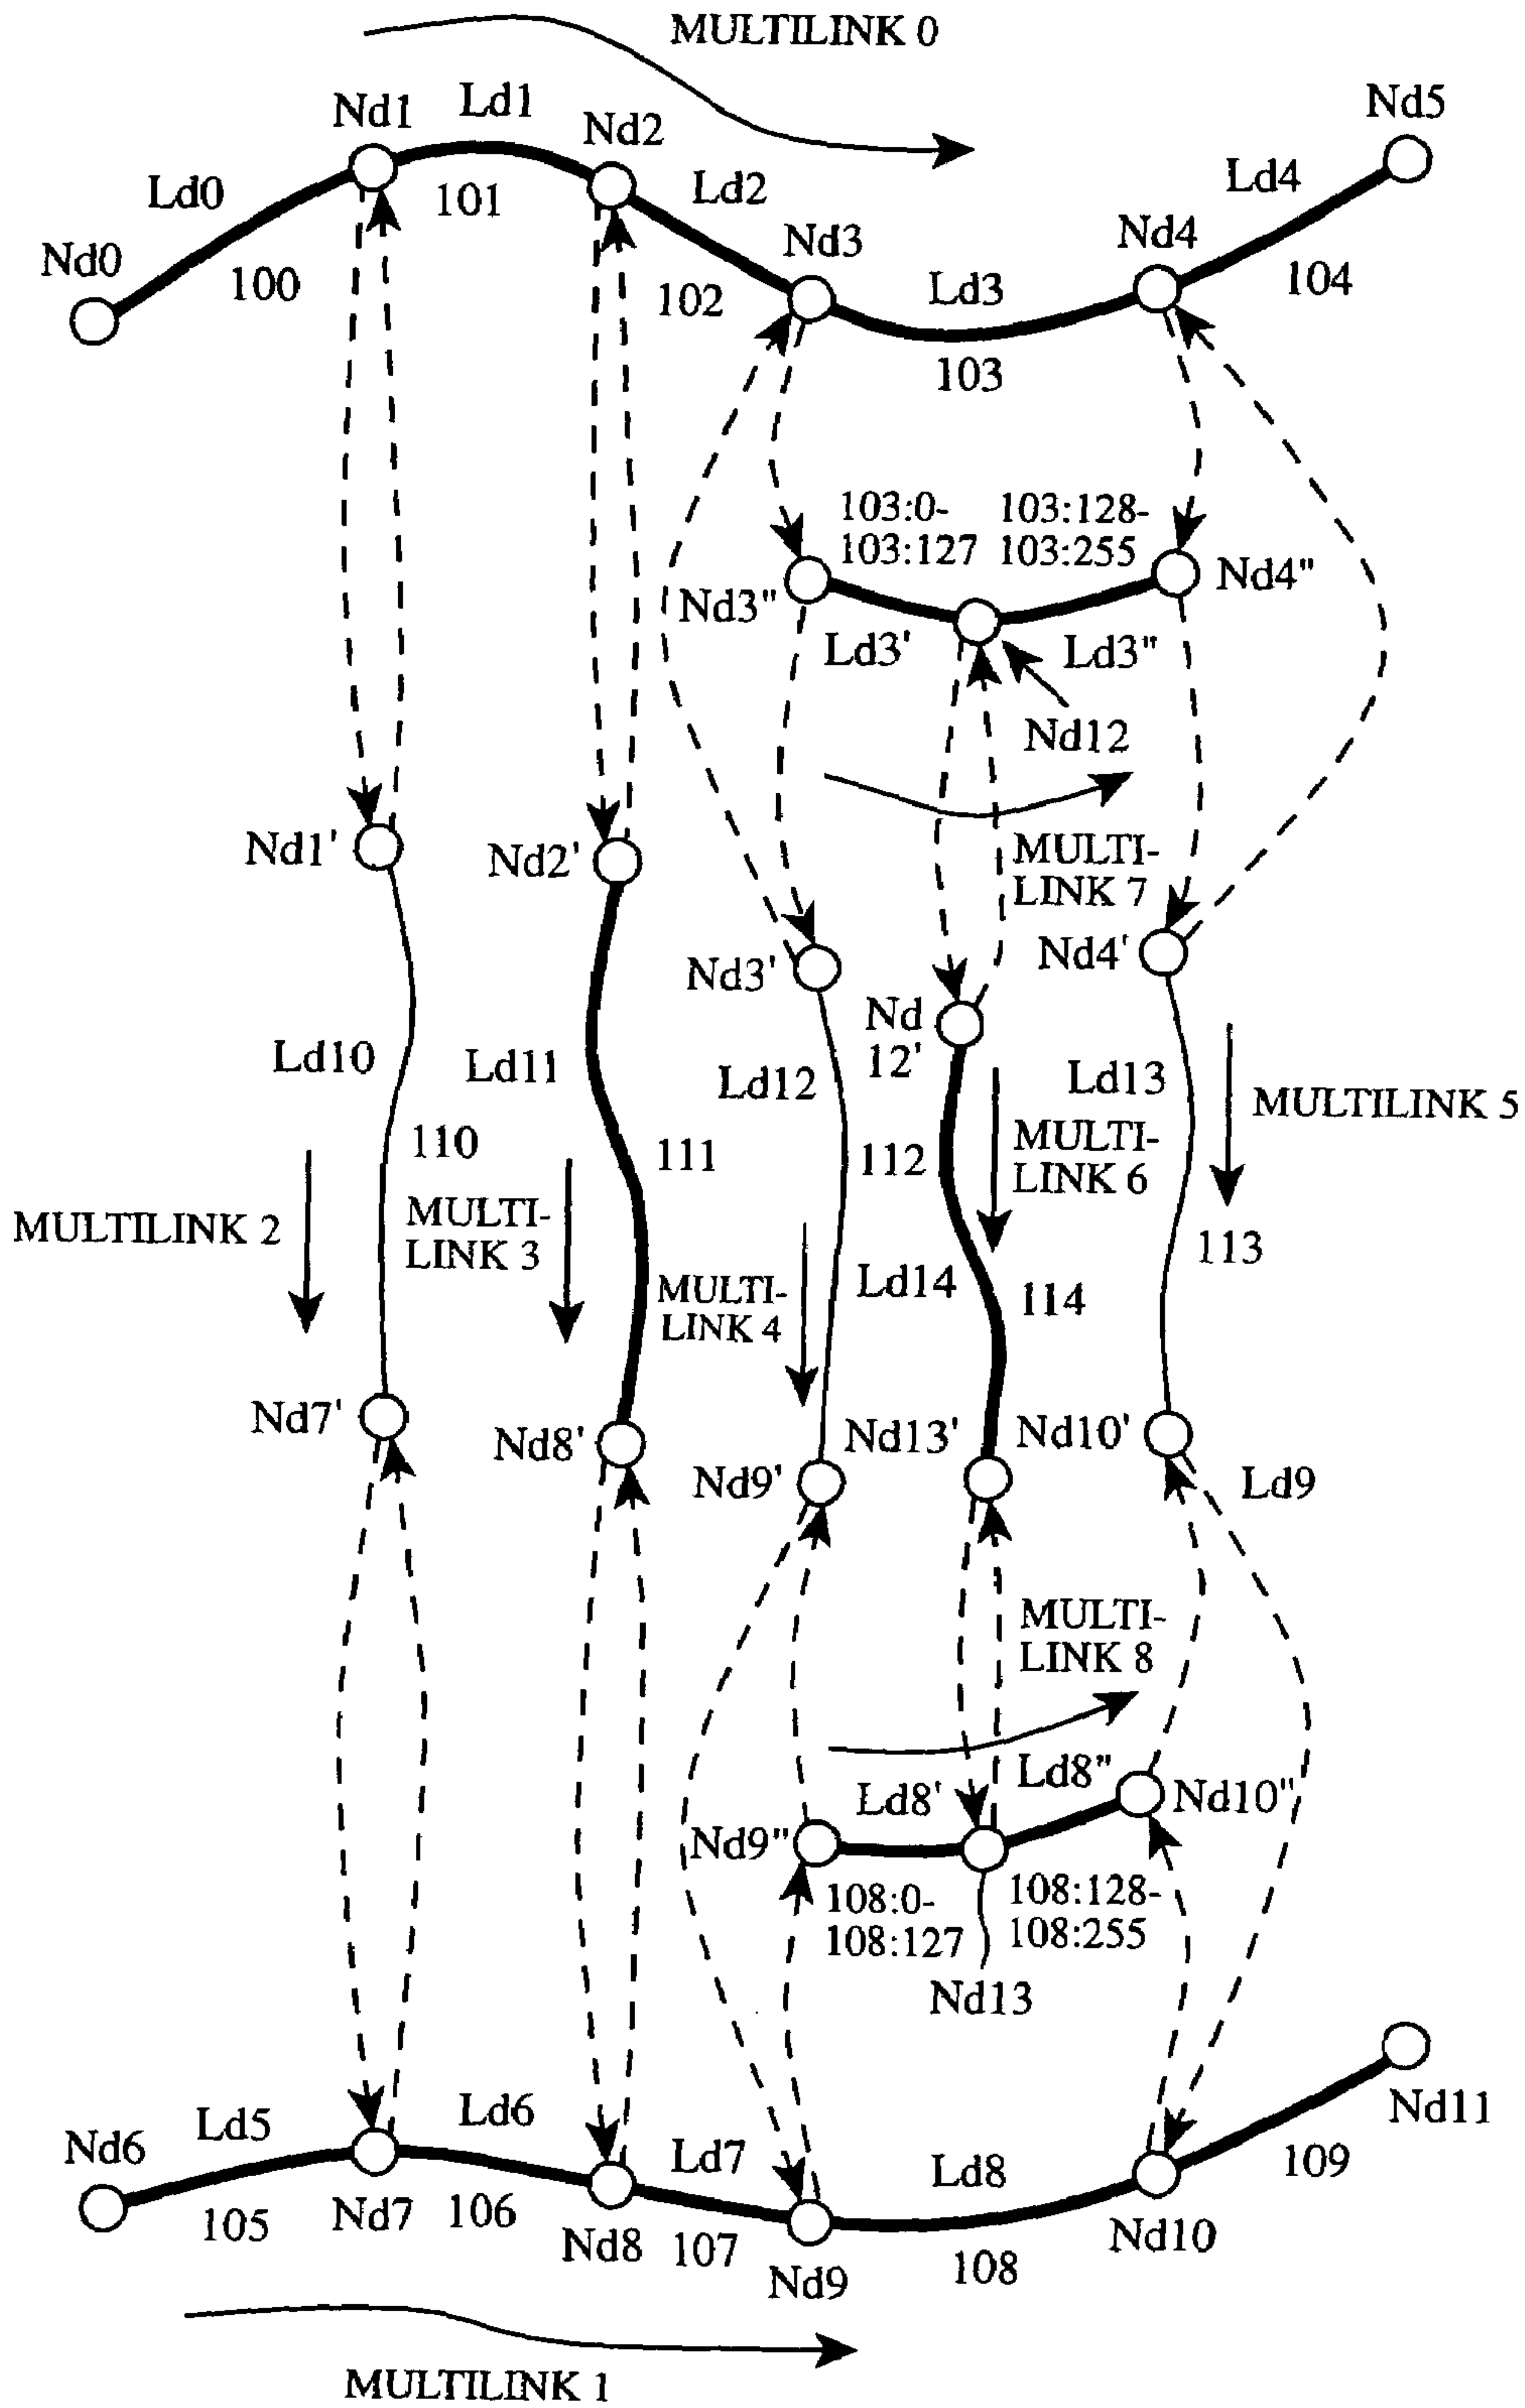 MULTILINK 0
Nd1
Ld1
Nd2
Nd5
Ld0
101
Ld2
Ld4
Nd0
100
102
Nd3
Ld3
Nd4
104
103
103:0-
103:127
103:128-
103:255
Nd3"
Nd4"
Ld3'
Ld3"
Nd12
MULTI-
LINK 7
Nd1'
Nd2'
Nd3'
Nd4'
Nd
12'
Ld10
Ld11
Ld12
Ld13
MULTILINK 5
110
111
112
MULTI-
LINK 6
MULTILINK 2
MULTI-
LINK 3
113
MULTI-
LINK 4
Ld14
114
Nd7'
Nd8'
Nd13'
Nd10'
Nd9'
Ld9
MULTI-
LINK 8
Ld8'
Ld8"
Nd10"
Nd9"
108:0-
108:127
108:128-
108:255
Nd13
Nd11
Nd6
Ld5
Ld6
Ld7
Ld8
109
105
Nd7
106
Nd8
107
Nd10
Nd9
108
MULTILINK 1